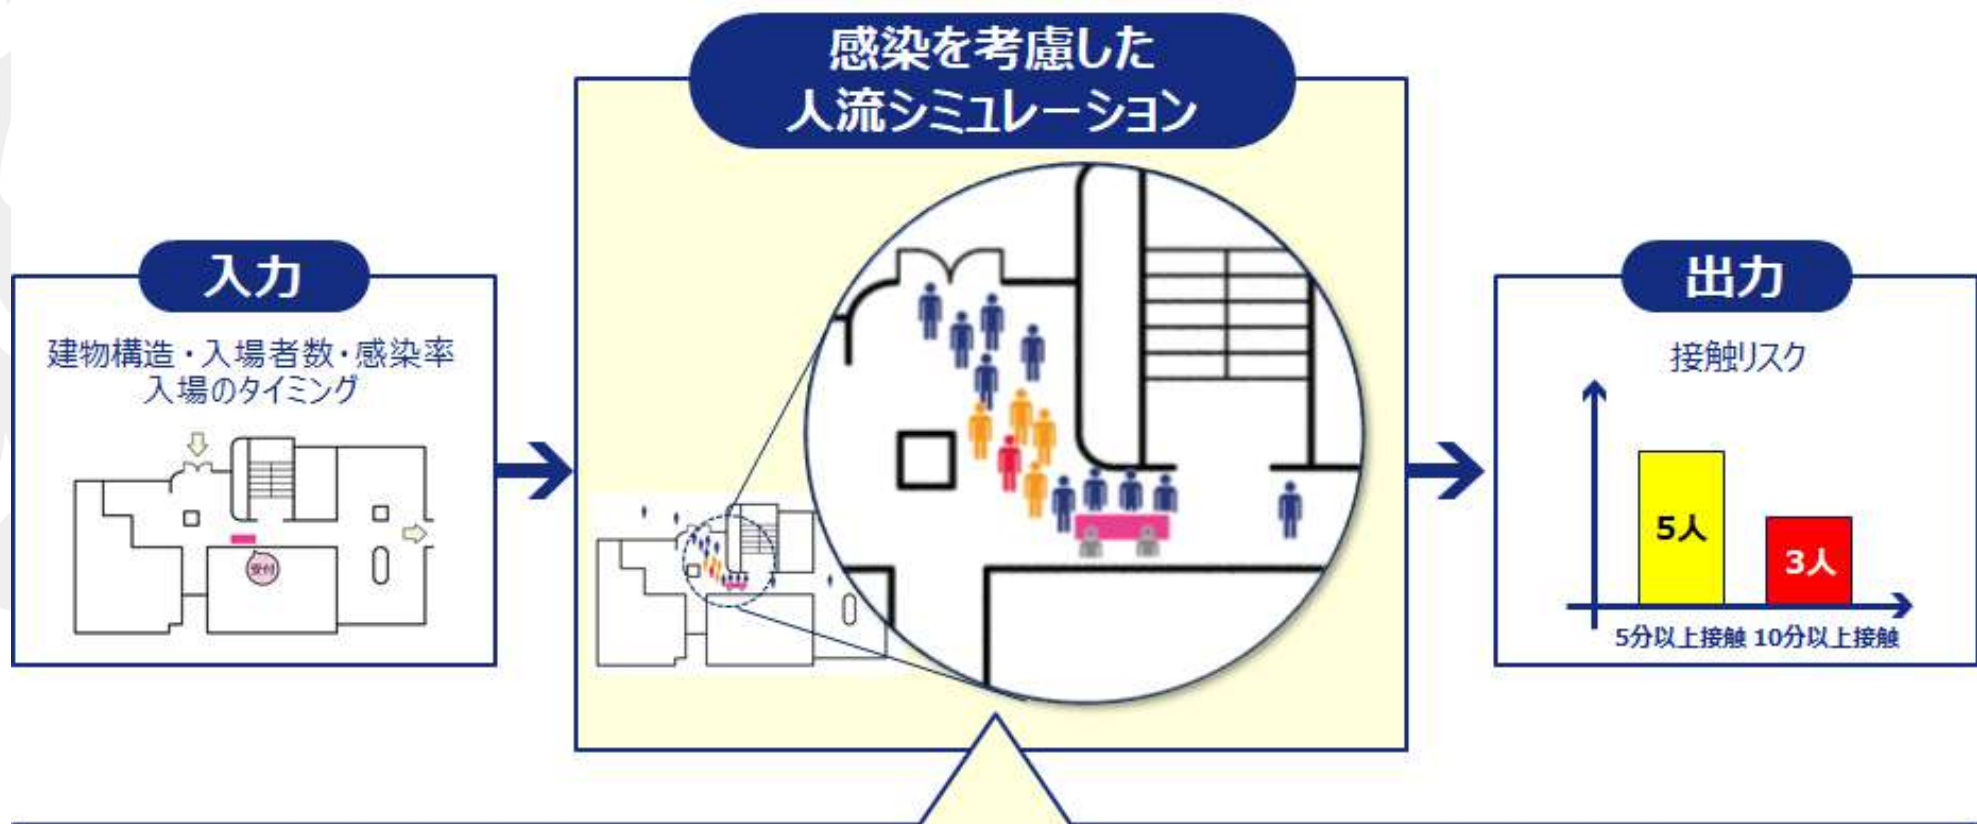 感染を考慮した
人流シミュレーション
入力
建物構造・入場者数・感染率
入場のタイミング
受付
出力
接触リスク
5人
3人
5分以上接触 10分以上接触